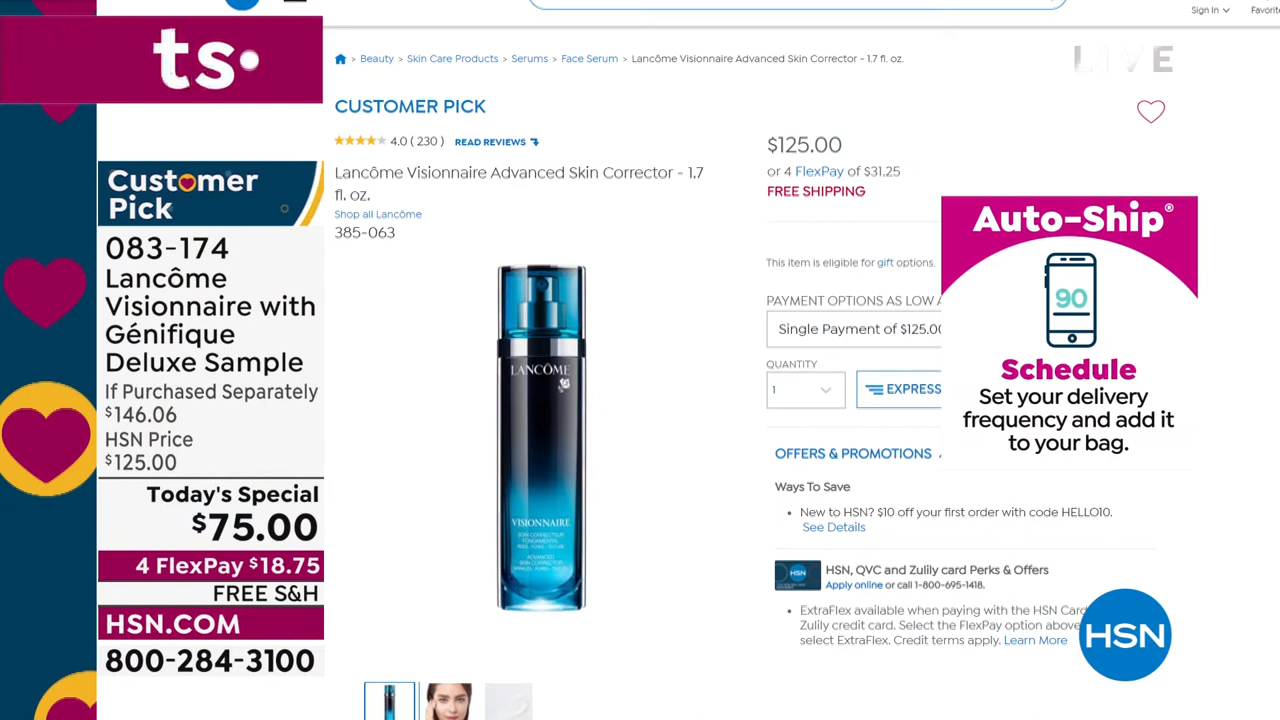 ts.
Customer
Pick
083-174
Lancôme
Visionnaire with
Génifique
Deluxe Sample
If Purchased Separately
$146.06
HSN Price
$125.00
Today's Special
$75.00
4 FlexPay $18.75
FREE S&H
HSN.COM
800-284-3100
Sign In
Favorite
LIVE
Beauty > Skin Care Products > Serums > Face Serum > Lancôme Visionnaire Advanced Skin Corrector - 1.7 fl. oz.
CUSTOMER PICK
4.0 ( 230 ) READ REVIEWS
Lancôme Visionnaire Advanced Skin Corrector - 1.7
fl. oz.
Shop all Lancôme
385-063
LANCÔME
VISIONNAIRE
ADVANCED
SKIN CORRECTOR
$125.00
or 4 FlexPay of $31.25
FREE SHIPPING
This item is eligible for gift options.
PAYMENT OPTIONS AS LOW A
Single Payment of $125.00
QUANTITY
1
EXPRESS
OFFERS & PROMOTIONS
Ways To Save
• New to HSN? $10 off your first order with code HELLO10.
See Details
HSN
HSN, QVC and Zulily card Perks & Offers
Apply online or call 1-800-695-1418.
• ExtraFlex available when paying with the HSN Card
Zulily credit card. Select the FlexPay option above
select ExtraFlex. Credit terms apply. Learn More
Auto-Ship®
90
Schedule
Set your delivery
frequency and add it
to your bag.
HSN